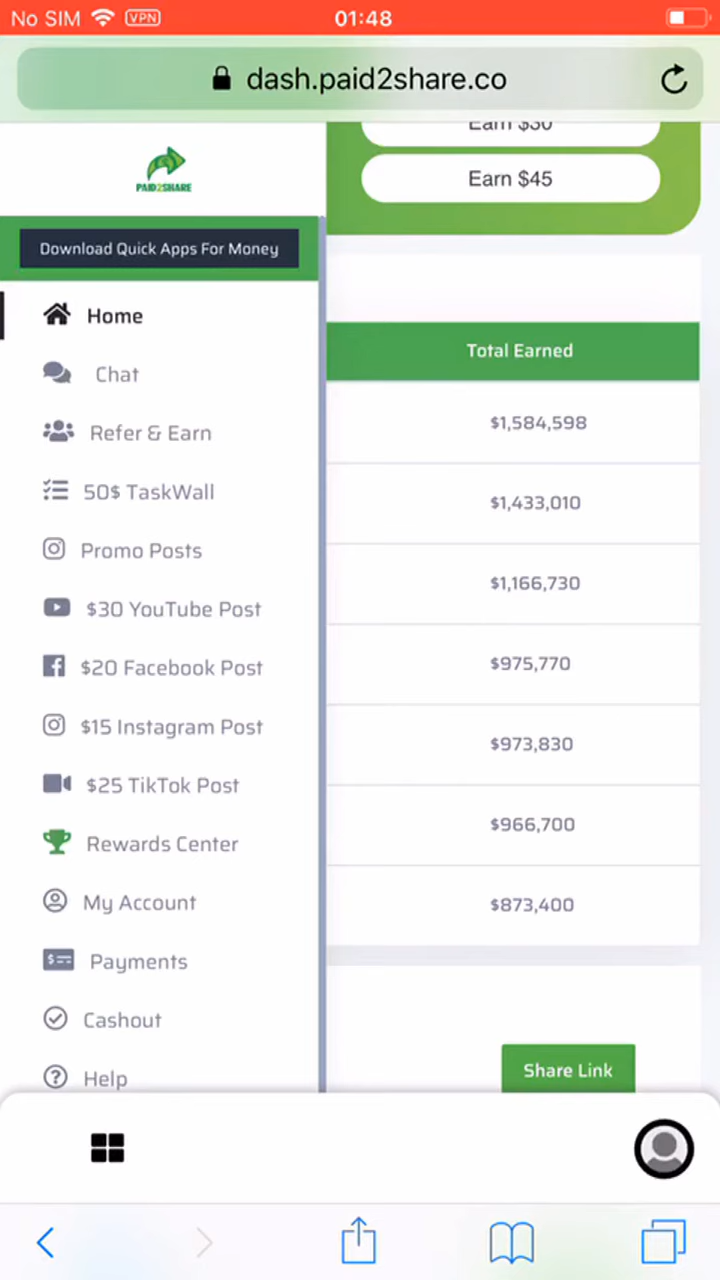 No SIM VPN 01:48
dash.paid2share.co
Earn $30
Earn $45
PAID2SHARE
Download Quick Apps For Money
Home
Chat
Refer & Earn
50$ TaskWall
Promo Posts
$30 YouTube Post
$20 Facebook Post
$15 Instagram Post
$25 TikTok Post
Rewards Center
My Account
Payments
Cashout
Help
Total Earned
$1,584,598
$1,433,010
$1,166,730
$975,770
$973,830
$966,700
$873,400
Share Link